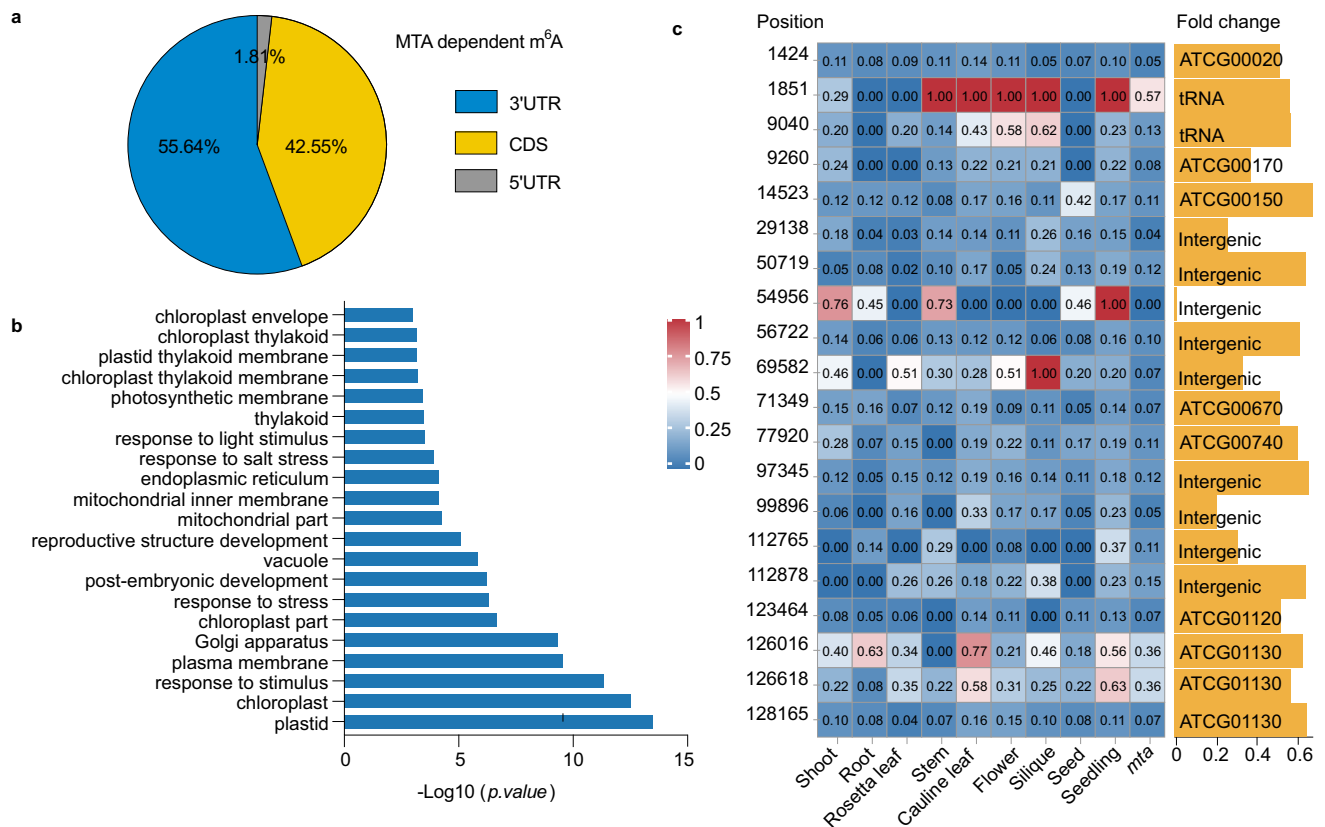 a
MTA dependent m⁶A
1.81%
55.64%
42.55%
3'UTR
CDS
5'UTR
b
chloroplast envelope
chloroplast thylakoid
plastid thylakoid membrane
chloroplast thylakoid membrane
photosynthetic membrane
thylakoid
response to light stimulus
response to salt stress
endoplasmic reticulum
mitochondrial inner membrane
mitochondrial part
reproductive structure development
vacuole
post-embryonic development
response to stress
chloroplast part
Golgi apparatus
plasma membrane
response to stimulus
chloroplast
plastid
0 5 10 15
-Log10 (p.value)
1
0.75
0.5
0.25
0
c
Position Fold change
1424 0.11 0.08 0.09 0.11 0.14 0.11 0.05 0.07 0.10 0.05 ATCG00020
1851 0.29 0.00 0.00 1.00 1.00 1.00 1.00 0.00 1.00 0.57 tRNA
9040 0.20 0.00 0.20 0.14 0.43 0.58 0.62 0.00 0.23 0.13 tRNA
9260 0.24 0.00 0.00 0.13 0.22 0.21 0.21 0.00 0.22 0.08 ATCG00170
14523 0.12 0.12 0.12 0.08 0.17 0.16 0.11 0.42 0.17 0.11 ATCG00150
29138 0.18 0.04 0.03 0.14 0.14 0.11 0.26 0.16 0.15 0.04 Intergenic
50719 0.05 0.08 0.02 0.10 0.17 0.05 0.24 0.13 0.19 0.12 Intergenic
54956 0.76 0.45 0.00 0.73 0.00 0.00 0.00 0.46 1.00 0.00 Intergenic
56722 0.14 0.06 0.06 0.13 0.12 0.12 0.06 0.08 0.16 0.10 Intergenic
69582 0.46 0.00 0.51 0.30 0.28 0.51 1.00 0.20 0.20 0.07 Intergenic
71349 0.15 0.16 0.07 0.12 0.19 0.09 0.11 0.05 0.14 0.07 ATCG00670
77920 0.28 0.07 0.15 0.00 0.19 0.22 0.11 0.17 0.19 0.11 ATCG00740
97345 0.12 0.05 0.15 0.12 0.19 0.16 0.14 0.11 0.18 0.12 Intergenic
99896 0.06 0.00 0.16 0.00 0.33 0.17 0.17 0.05 0.23 0.05 Intergenic
112765 0.00 0.14 0.00 0.29 0.00 0.08 0.00 0.00 0.37 0.11 Intergenic
112878 0.00 0.00 0.26 0.26 0.18 0.22 0.38 0.00 0.23 0.15 Intergenic
123464 0.08 0.05 0.06 0.08 0.14 0.11 0.00 0.11 0.13 0.07 ATCG01120
126016 0.40 0.63 0.34 0.00 0.77 0.21 0.46 0.18 0.56 0.36 ATCG01130
126618 0.22 0.08 0.35 0.22 0.58 0.31 0.25 0.22 0.63 0.36 ATCG01130
128165 0.10 0.08 0.04 0.07 0.16 0.15 0.10 0.08 0.11 0.07 ATCG01130
Shoot Root Rosetta leaf Stem Cauline leaf Flower Silique Seed Seedling mta
0 0.2 0.4 0.6